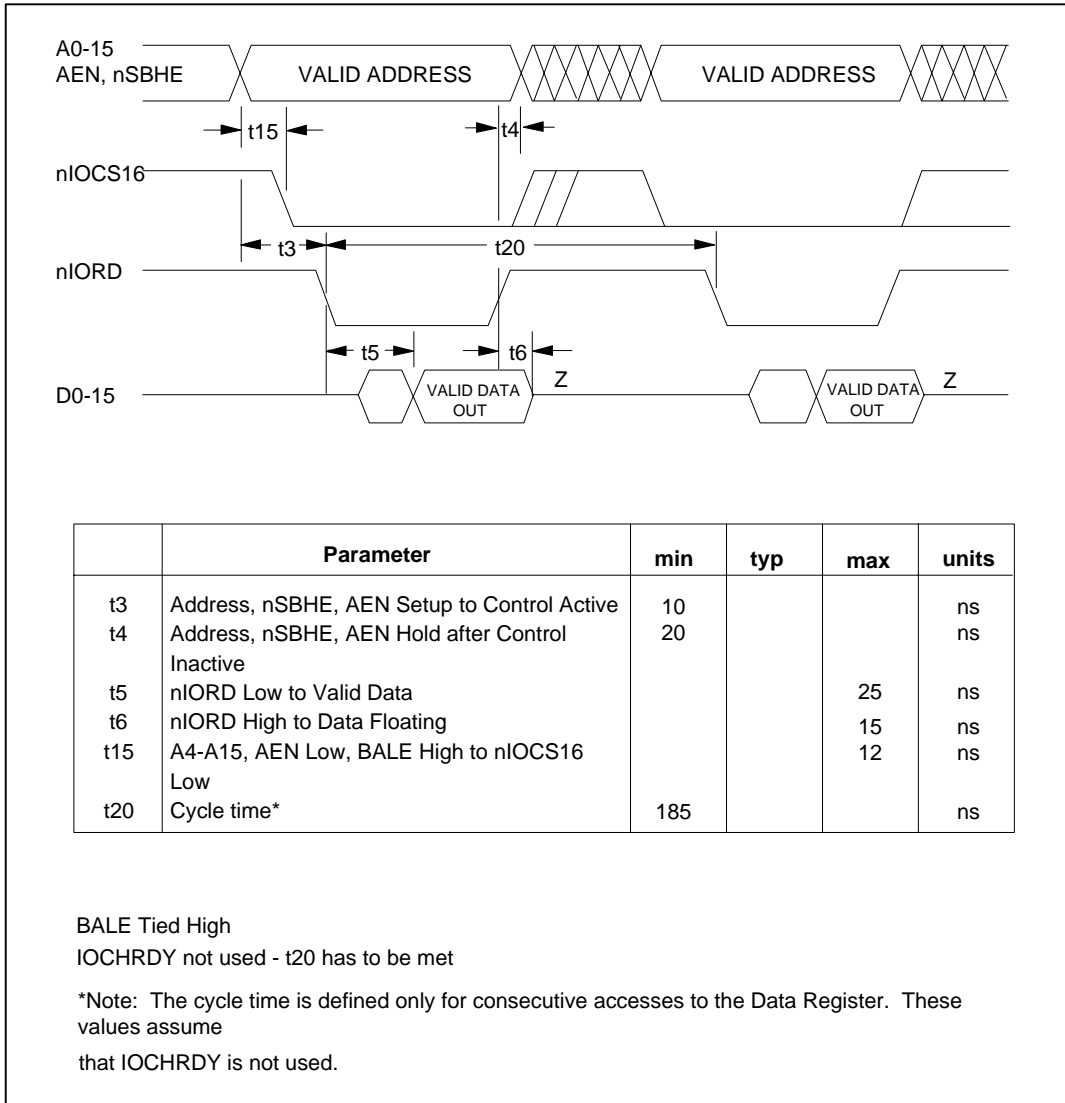 A0-15
AEN, nSBHE
VALID ADDRESS
VALID ADDRESS
t15
t4
nIOCS16
t3
t20
nIORD
t5
t6
D0-15
VALID DATA
OUT
Z
VALID DATA
OUT
Z
Parameter min typ max units
t3 Address, nSBHE, AEN Setup to Control Active 10 ns
t4 Address, nSBHE, AEN Hold after Control 20 ns
Inactive
t5 nIORD Low to Valid Data 25 ns
t6 nIORD High to Data Floating 15 ns
t15 A4-A15, AEN Low, BALE High to nIOCS16 12 ns
Low
t20 Cycle time* 185 ns
BALE Tied High
IOCHRDY not used - t20 has to be met
*Note: The cycle time is defined only for consecutive accesses to the Data Register. These
values assume
that IOCHRDY is not used.